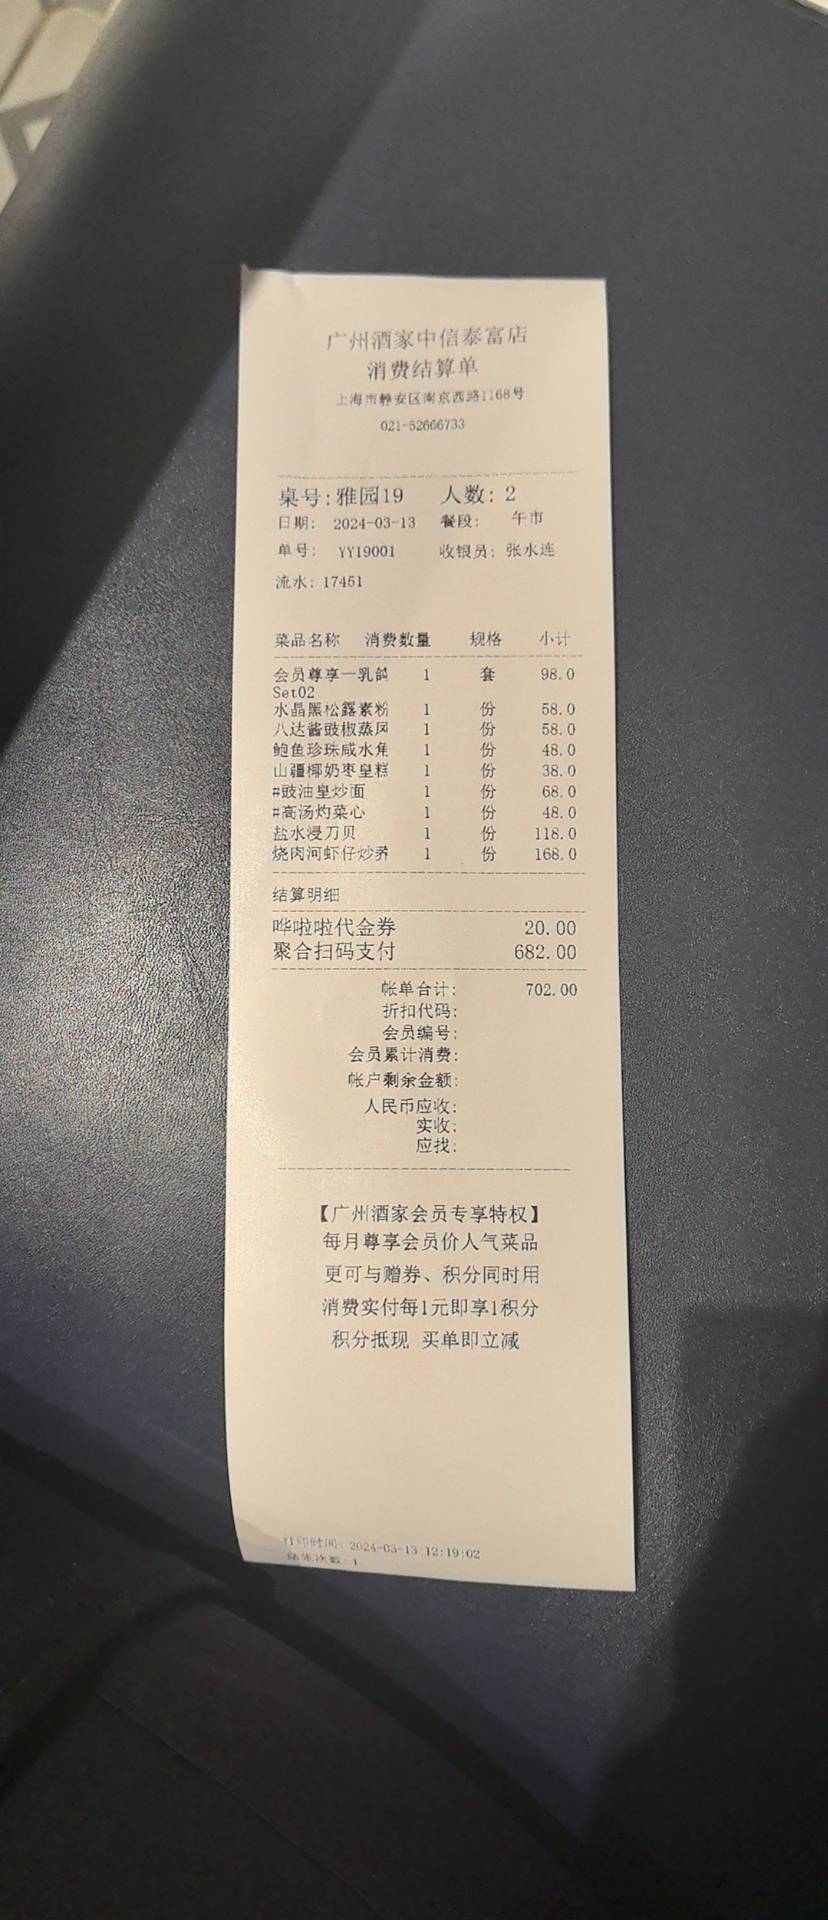 广州酒家中信泰富店
消费结算单
上海市静安区南京西路1168号
021-52666733
桌号:雅园19 人数: 2
日期: 2024-03-13 餐段: 午市
单号: YY19001 收银员: 张水连
流水: 17451
菜品名称 消费数量 规格 小计
会员尊享一乳鸽 1 套 98.0
Set02
水晶黑松露素粉 1 份 58.0
八达酱豉椒蒸凤 1 份 58.0
鲍鱼珍珠咸水角 1 份 48.0
山疆椰奶枣皇糕 1 份 38.0
#豉油皇炒面 1 份 68.0
#高汤灼菜心 1 份 48.0
盐水浸刀贝 1 份 118.0
烧肉河虾仔炒荞 1 份 168.0
结算明细
哗啦啦代金券 20.00
聚合扫码支付 682.00
帐单合计: 702.00
折扣代码:
会员编号:
会员累计消费:
帐户剩余金额:
人民币应收:
实收:
应找:
【广州酒家会员专享特权】
每月尊享会员价人气菜品
更可与赠券、积分同时用
消费实付每1元即享1积分
积分抵现 买单即立减
打印时间: 2024-03-13 12:19:02
结账次数: 1